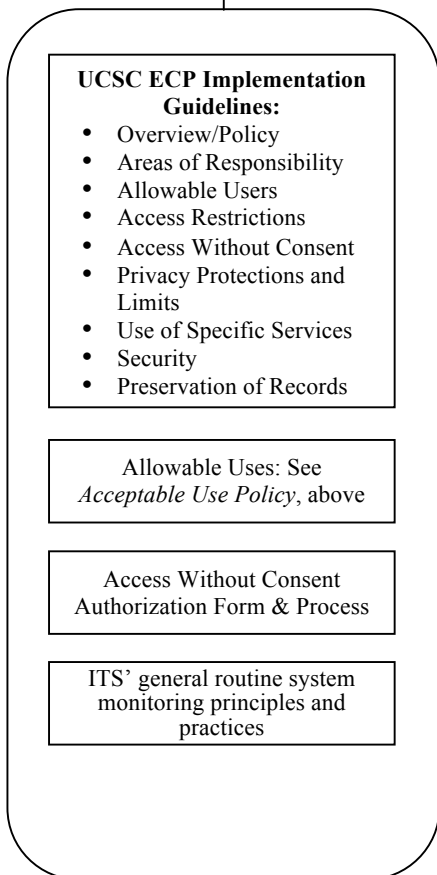 UCSC ECP Implementation
Guidelines:
• Overview/Policy
• Areas of Responsibility
• Allowable Users
• Access Restrictions
• Access Without Consent
• Privacy Protections and
Limits
• Use of Specific Services
• Security
• Preservation of Records
Allowable Uses: See
Acceptable Use Policy, above
Access Without Consent
Authorization Form & Process
ITS’ general routine system
monitoring principles and
practices